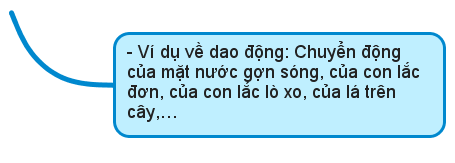 - Ví dụ về dao động: Chuyển động
của mặt nước gợn sóng, của con lắc
đơn, của con lắc lò xo, của lá trên
cây,...